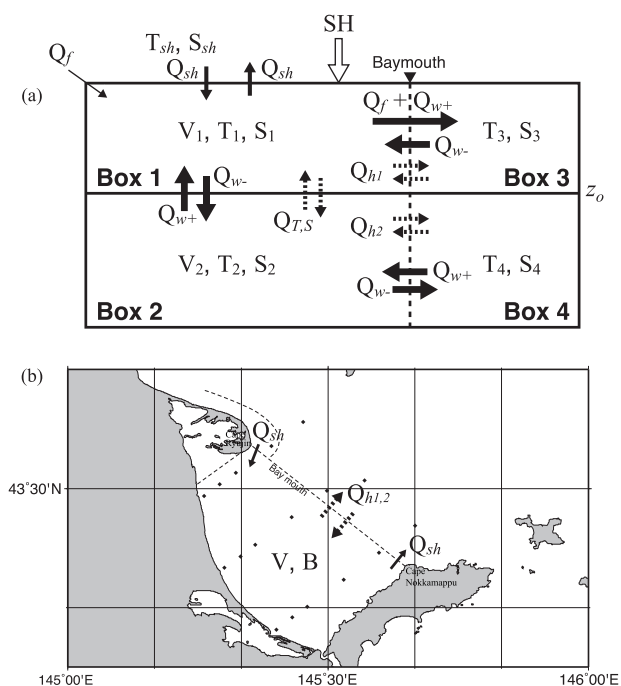 (a)
Q_f
T_sh, S_sh
SH
Q_sh
Q_sh
Baymouth
Q_f + Q_w+
V_1, T_1, S_1
T_3, S_3
Q_w-
Box 1
Q_w-
Q_h1
Box 3
z_o
Q_w+
Q_T,S
Q_h2
V_2, T_2, S_2
Q_w+
T_4, S_4
Q_w-
Box 2
Box 4
(b)
Q_sh
Bay mouth
43°30'N
Q_h1,2
V, B
Q_sh
Cape
Nokkamappu
145°00'E
145°30'E
146°00'E